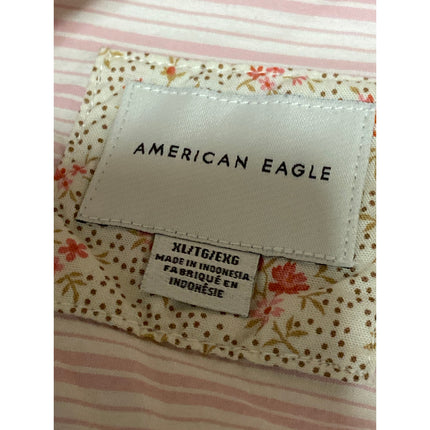 AMERICAN EAGLE
XL/TG/EXG
MADE IN INDONESIA
FABRIQUÉ EN
INDONÉSIE